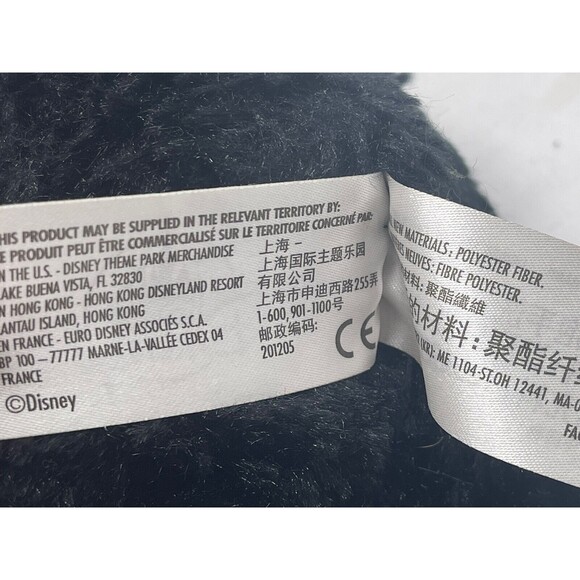 THIS PRODUCT MAY BE SUPPLIED IN THE RELEVANT TERRITORY BY:
PRODUIT PEUT ÊTRE COMMERCIALISÉ SUR LE TERRITOIRE CONCERNÉ PAR:
THE U.S. - DISNEY THEME PARK MERCHANDISE
LAKE BUENA VISTA, FL 32830
HONG KONG - HONG KONG DISNEYLAND RESORT
LANTAU ISLAND, HONG KONG
EN FRANCE - EURO DISNEY ASSOCIÉS S.C.A.
BP 100 - 77777 MARNE-LA-VALLÉE CEDEX 04
FRANCE
©Disney
上海 -
上海国际主题乐园
有限公司
上海市申迪西路255弄
1-600,901-1100号
邮政编码:
201205
CE
NEW MATERIALS: POLYESTER FIBER.
NEUVES: FIBRE POLYESTER.
材料: 聚酯纖維
的材料: 聚酯纤
(KR): ME 1104-ST.OH 12441, MA-